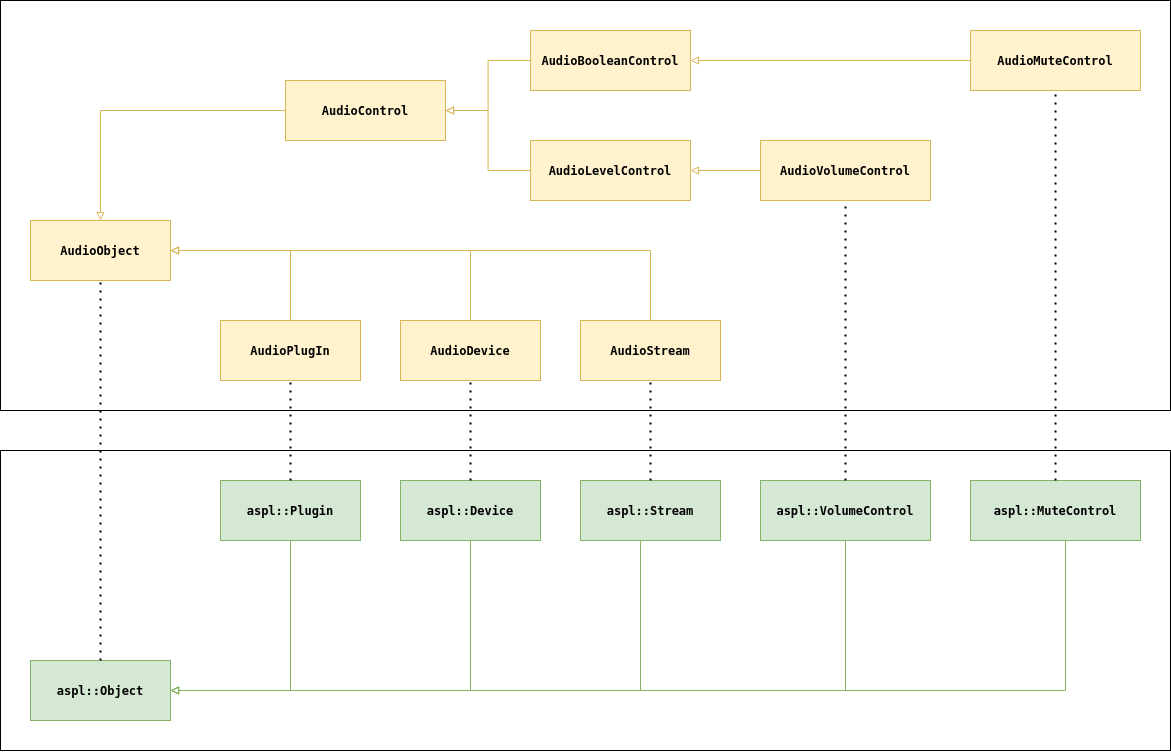 AudioBooleanControl
AudioMuteControl
AudioControl
AudioLevelControl
AudioVolumeControl
AudioObject
AudioPlugIn
AudioDevice
AudioStream
aspl::Plugin
aspl::Device
aspl::Stream
aspl::VolumeControl
aspl::MuteControl
aspl::Object